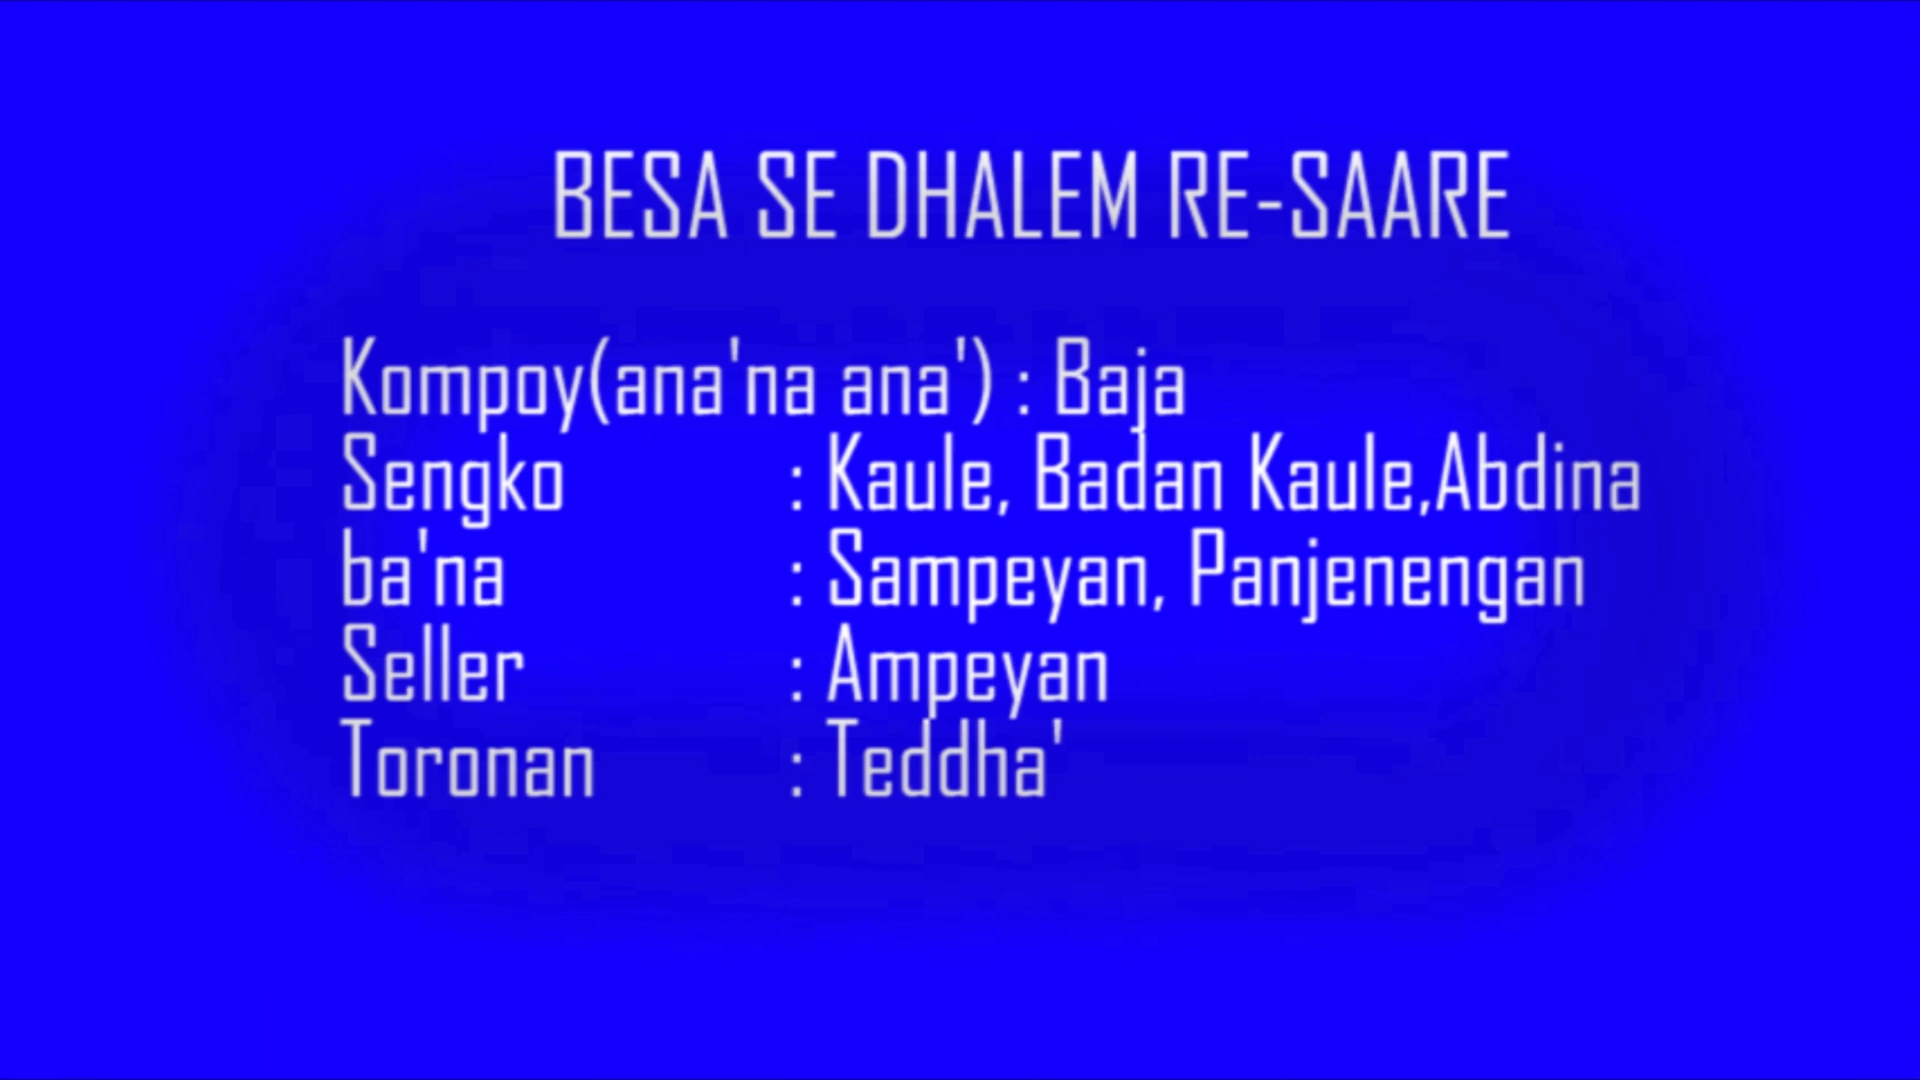 BESA SE DHALEM RE-SAARE
Kompoy(ana'na ana') : Baja
Sengko : Kaule, Badan Kaule,Abdina
ba'na : Sampeyan, Panjenengan
Seller : Ampeyan
Toronan : Teddha'